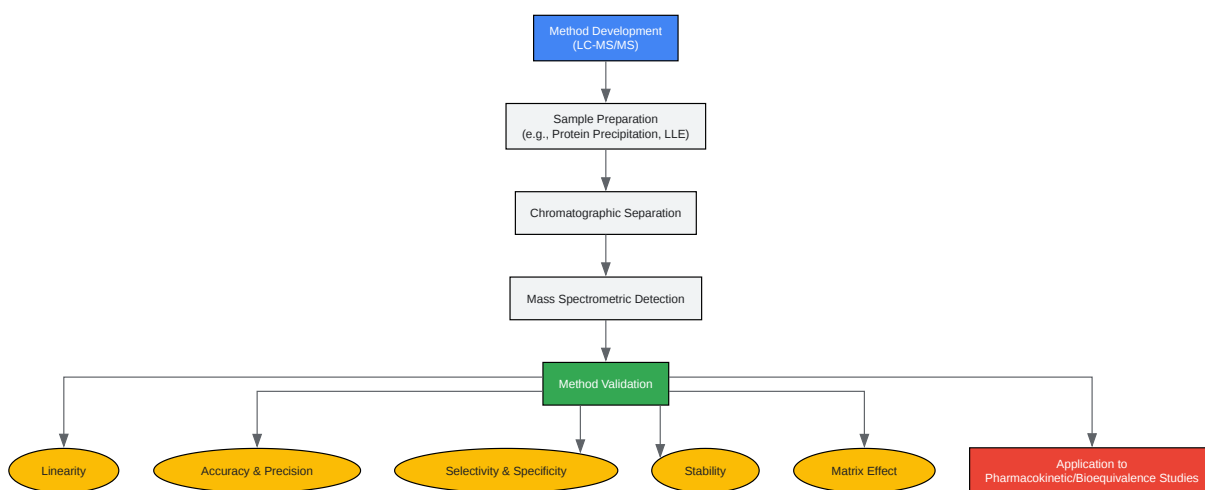 Method Development
(LC-MS/MS)
Sample Preparation
(e.g., Protein Precipitation, LLE)
Chromatographic Separation
Mass Spectrometric Detection
Method Validation
Linearity
Accuracy & Precision
Selectivity & Specificity
Stability
Matrix Effect
Application to
Pharmacokinetic/Bioequivalence Studies